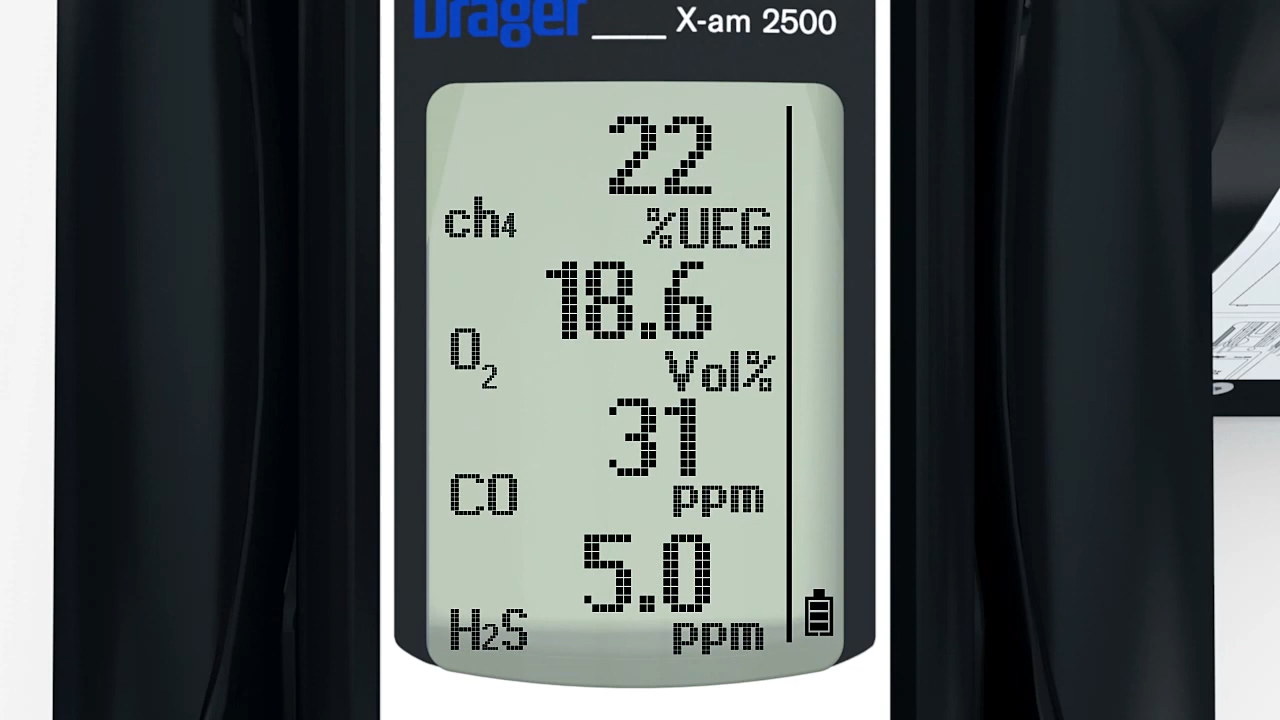 Dräger X-am 2500
22
ch4 %UEG
18.6
O2 Vol%
31
CO ppm
5.0
H2S ppm